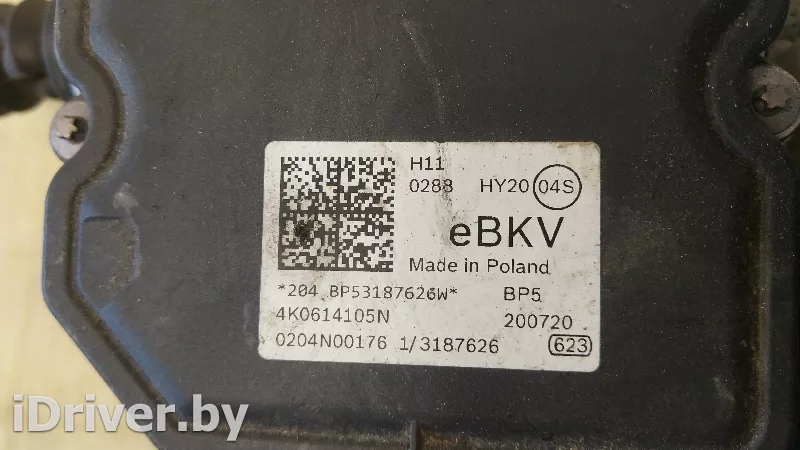 H11
0288 HY20 04S
eBKV
Made in Poland
*204 BP53187626W* BP5
4K0614105N 200720
0204N00176 1/3187626 623
iDriver.by